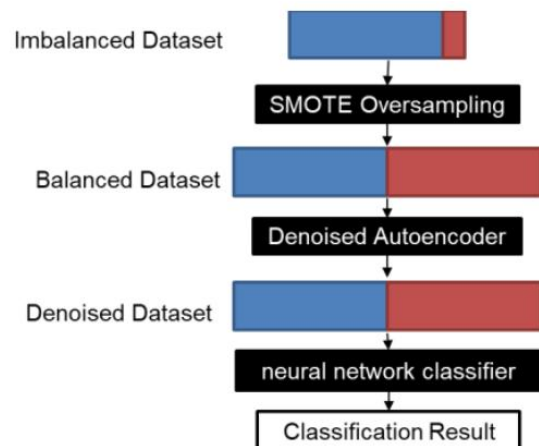 Imbalanced Dataset
SMOTE Oversampling
Balanced Dataset
Denoised Autoencoder
Denoised Dataset
neural network classifier
Classification Result